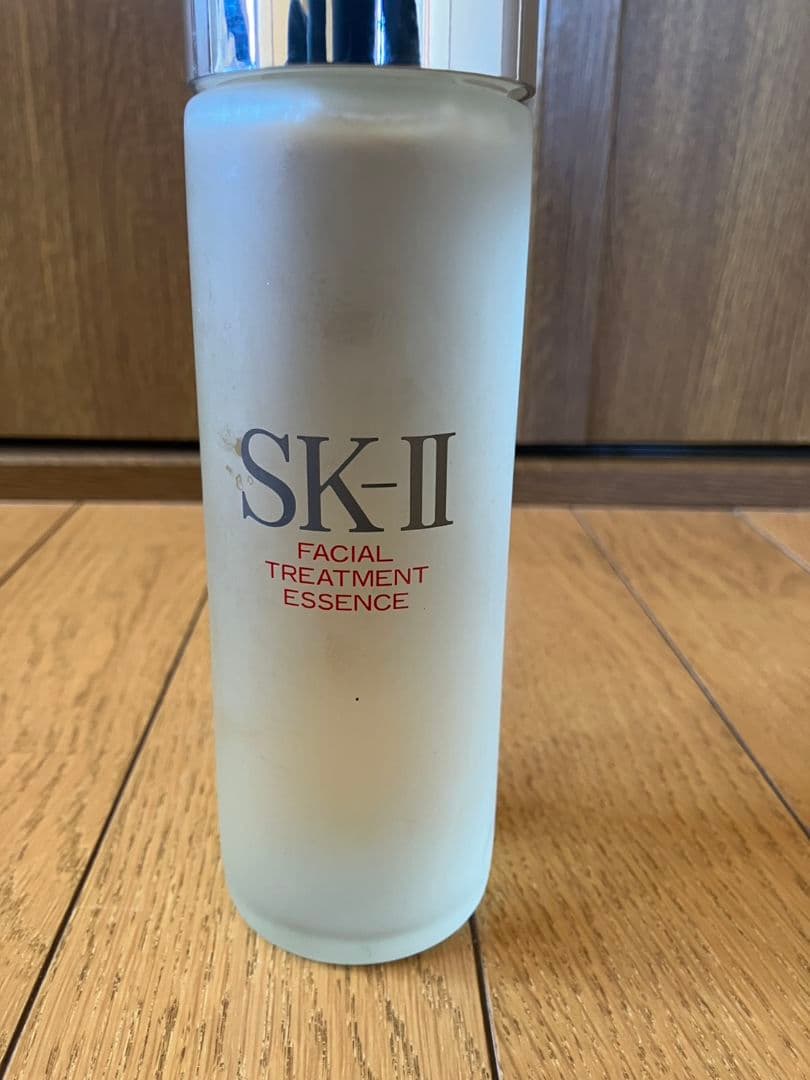 SK-II
FACIAL
TREATMENT
ESSENCE